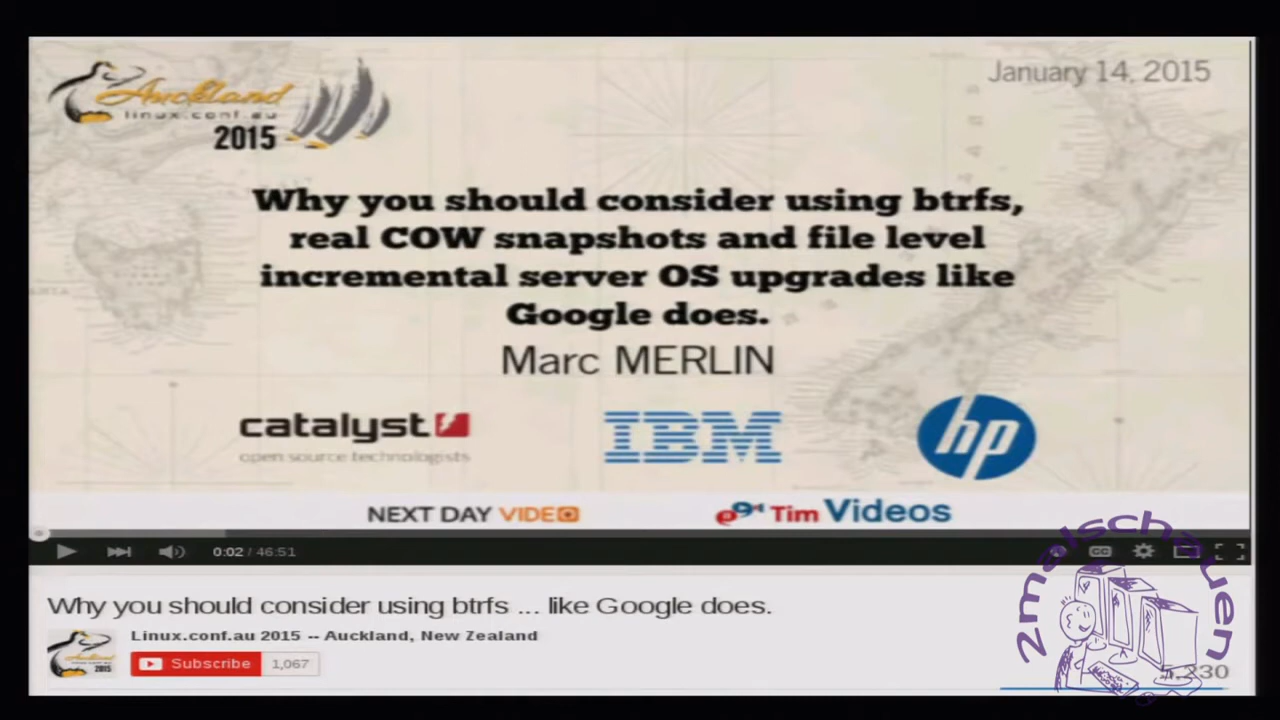 Auckland
linux.conf.au
2015
January 14, 2015
Why you should consider using btrfs,
real COW snapshots and file level
incremental server OS upgrades like
Google does.
Marc MERLIN
catalyst
open source technologists
IBM
hp
NEXT DAY VIDEO
Tim Videos
0:02 / 46:51
CC
Why you should consider using btrfs ... like Google does.
Linux.conf.au 2015 -- Auckland, New Zealand
Subscribe 1,067
5,230
2malschauen